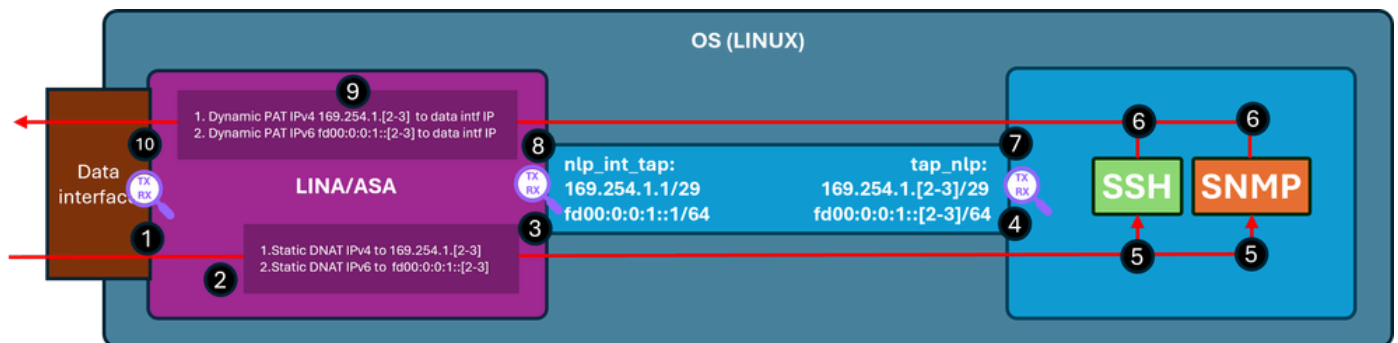 OS (LINUX)
9
1. Dynamic PAT IPv4 169.254.1.[2-3] to data intf IP
2. Dynamic PAT IPv6 fd00:0:0:1::[2-3] to data intf IP
10
Data
interface
TX
RX
1
LINA/ASA
8
TX
RX
3
nlp_int_tap:
169.254.1.1/29
fd00:0:0:1::1/64
tap_nlp:
169.254.1.[2-3]/29
fd00:0:0:1::[2-3]/64
7
TX
RX
4
6
6
SSH
SNMP
5
5
2
1.Static DNAT IPv4 to 169.254.1.[2-3]
2.Static DNAT IPv6 to fd00:0:0:1::[2-3]